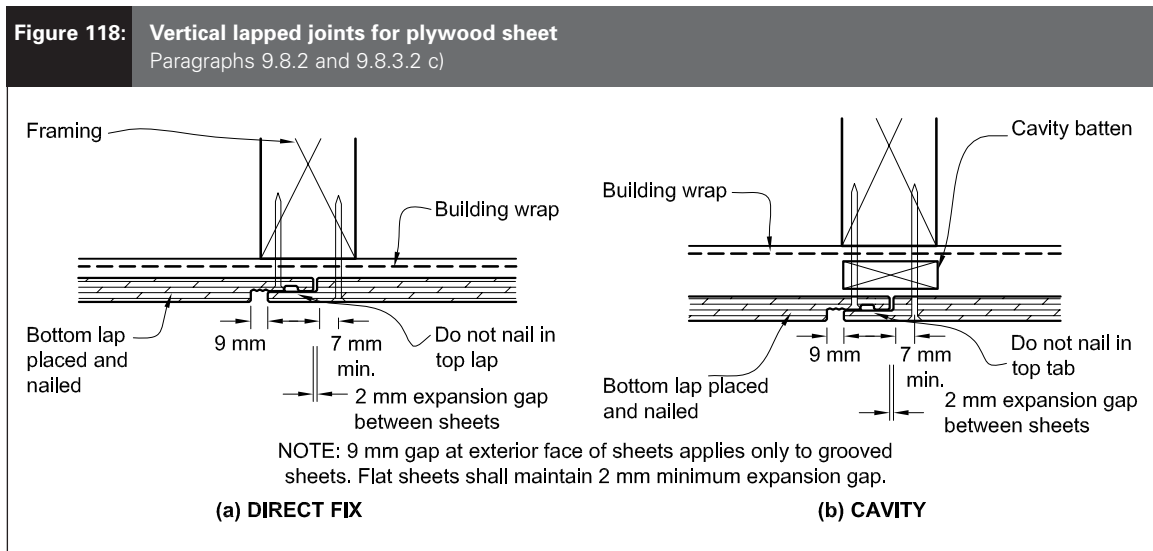 Figure 118:
Vertical lapped joints for plywood sheet
Paragraphs 9.8.2 and 9.8.3.2 c)
Framing
Building wrap
Bottom lap
placed and
nailed
9 mm
7 mm
min.
Do not nail in
top lap
2 mm expansion gap
between sheets
Cavity batten
Building wrap
9 mm
7 mm
min.
Do not nail in
top tab
Bottom lap placed
and nailed
2 mm expansion gap
between sheets
NOTE: 9 mm gap at exterior face of sheets applies only to grooved
sheets. Flat sheets shall maintain 2 mm minimum expansion gap.
(a) DIRECT FIX
(b) CAVITY